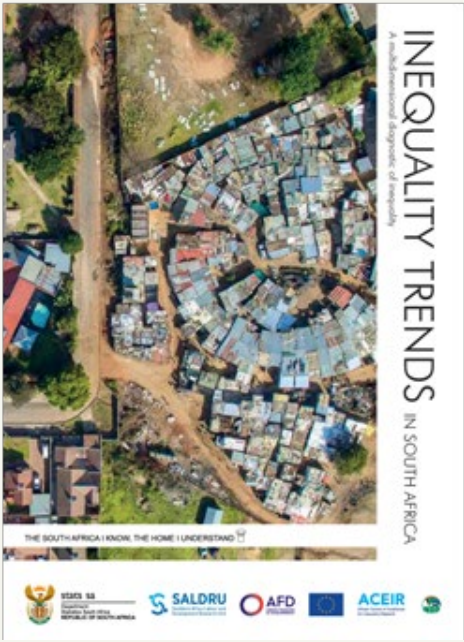 INEQUALITY TRENDS IN SOUTH AFRICA
A multidimensional diagnostic of inequality
THE SOUTH AFRICA I KNOW, THE HOME I UNDERSTAND
stats sa
Department:
Statistics South Africa
REPUBLIC OF SOUTH AFRICA
SALDRU
AFD
ACEIR